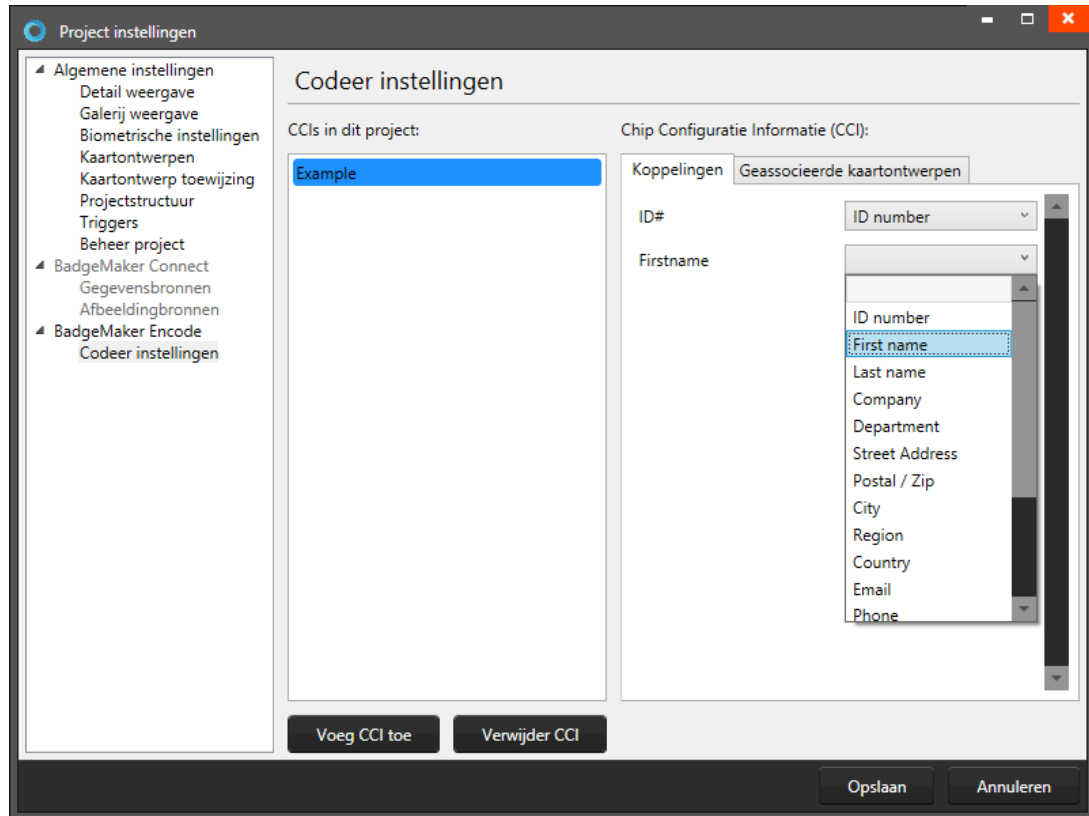 Project instellingen
Algemene instellingen
Detail weergave
Galerij weergave
Biometrische instellingen
Kaartontwerpen
Kaartontwerp toewijzing
Projectstructuur
Triggers
Beheer project
BadgeMaker Connect
Gegevensbronnen
Afbeeldingbronnen
BadgeMaker Encode
Codeer instellingen
Codeer instellingen
CCIs in dit project:
Example
Voeg CCI toe
Verwijder CCI
Chip Configuratie Informatie (CCI):
Koppelingen
Geassocieerde kaartontwerpen
ID#
ID number
Firstname
ID number
First name
Last name
Company
Department
Street Address
Postal / Zip
City
Region
Country
Email
Phone
Opslaan
Annuleren